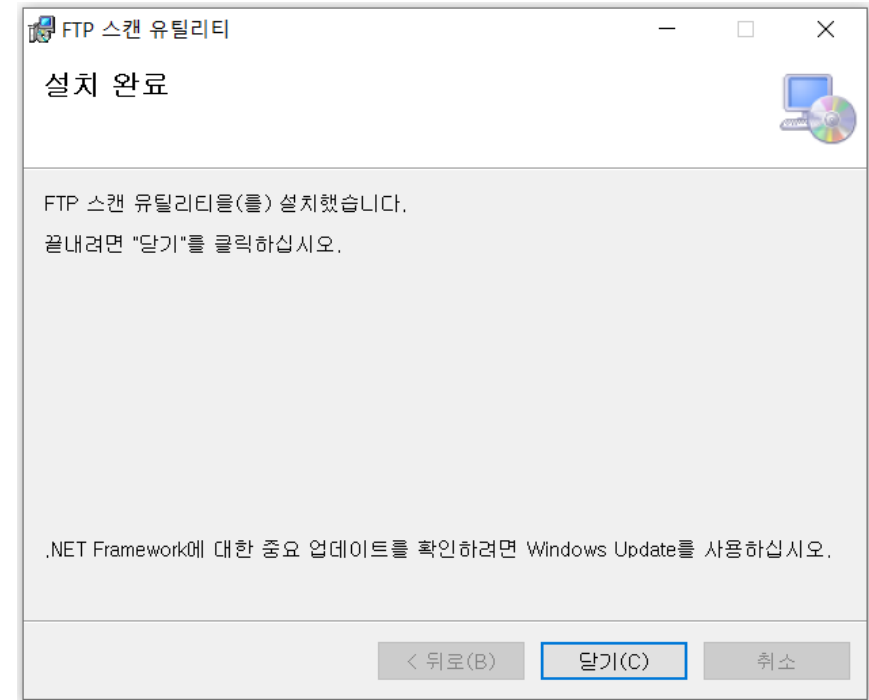 FTP 스캔 유틸리티
설치 완료
FTP 스캔 유틸리티을(를) 설치했습니다.
끝내려면 "닫기"를 클릭하십시오.
.NET Framework에 대한 중요 업데이트를 확인하려면 Windows Update를 사용하십시오.
< 뒤로(B) 닫기(C) 취소